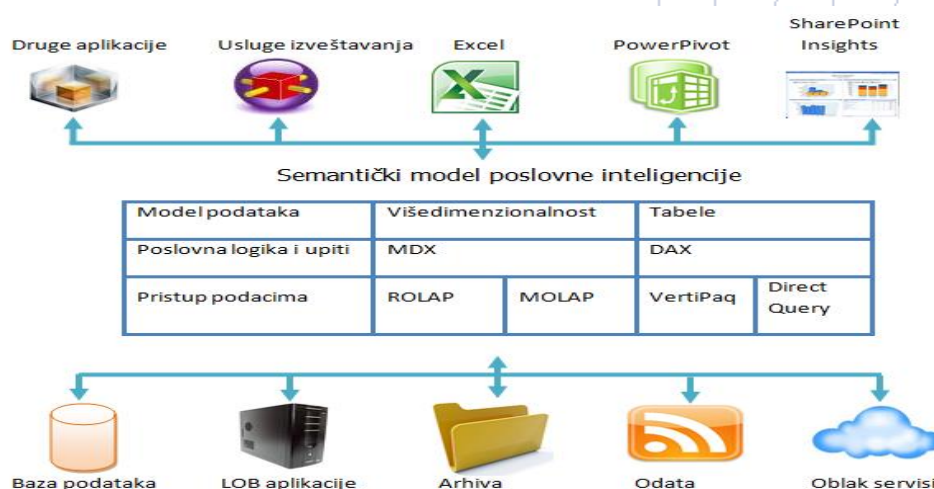 SharePoint
Druge aplikacije Usluge izveštavanja Excel PowerPivot Insights
Semantički model poslovne inteligencije
Model podataka Višedimenzionalnost Tabele
Poslovna logika i upiti MDX DAX
Pristup podacima ROLAP MOLAP VertiPaq Direct
Query
Baza podataka LOB aplikacije Arhiva Odata Oblak servisi